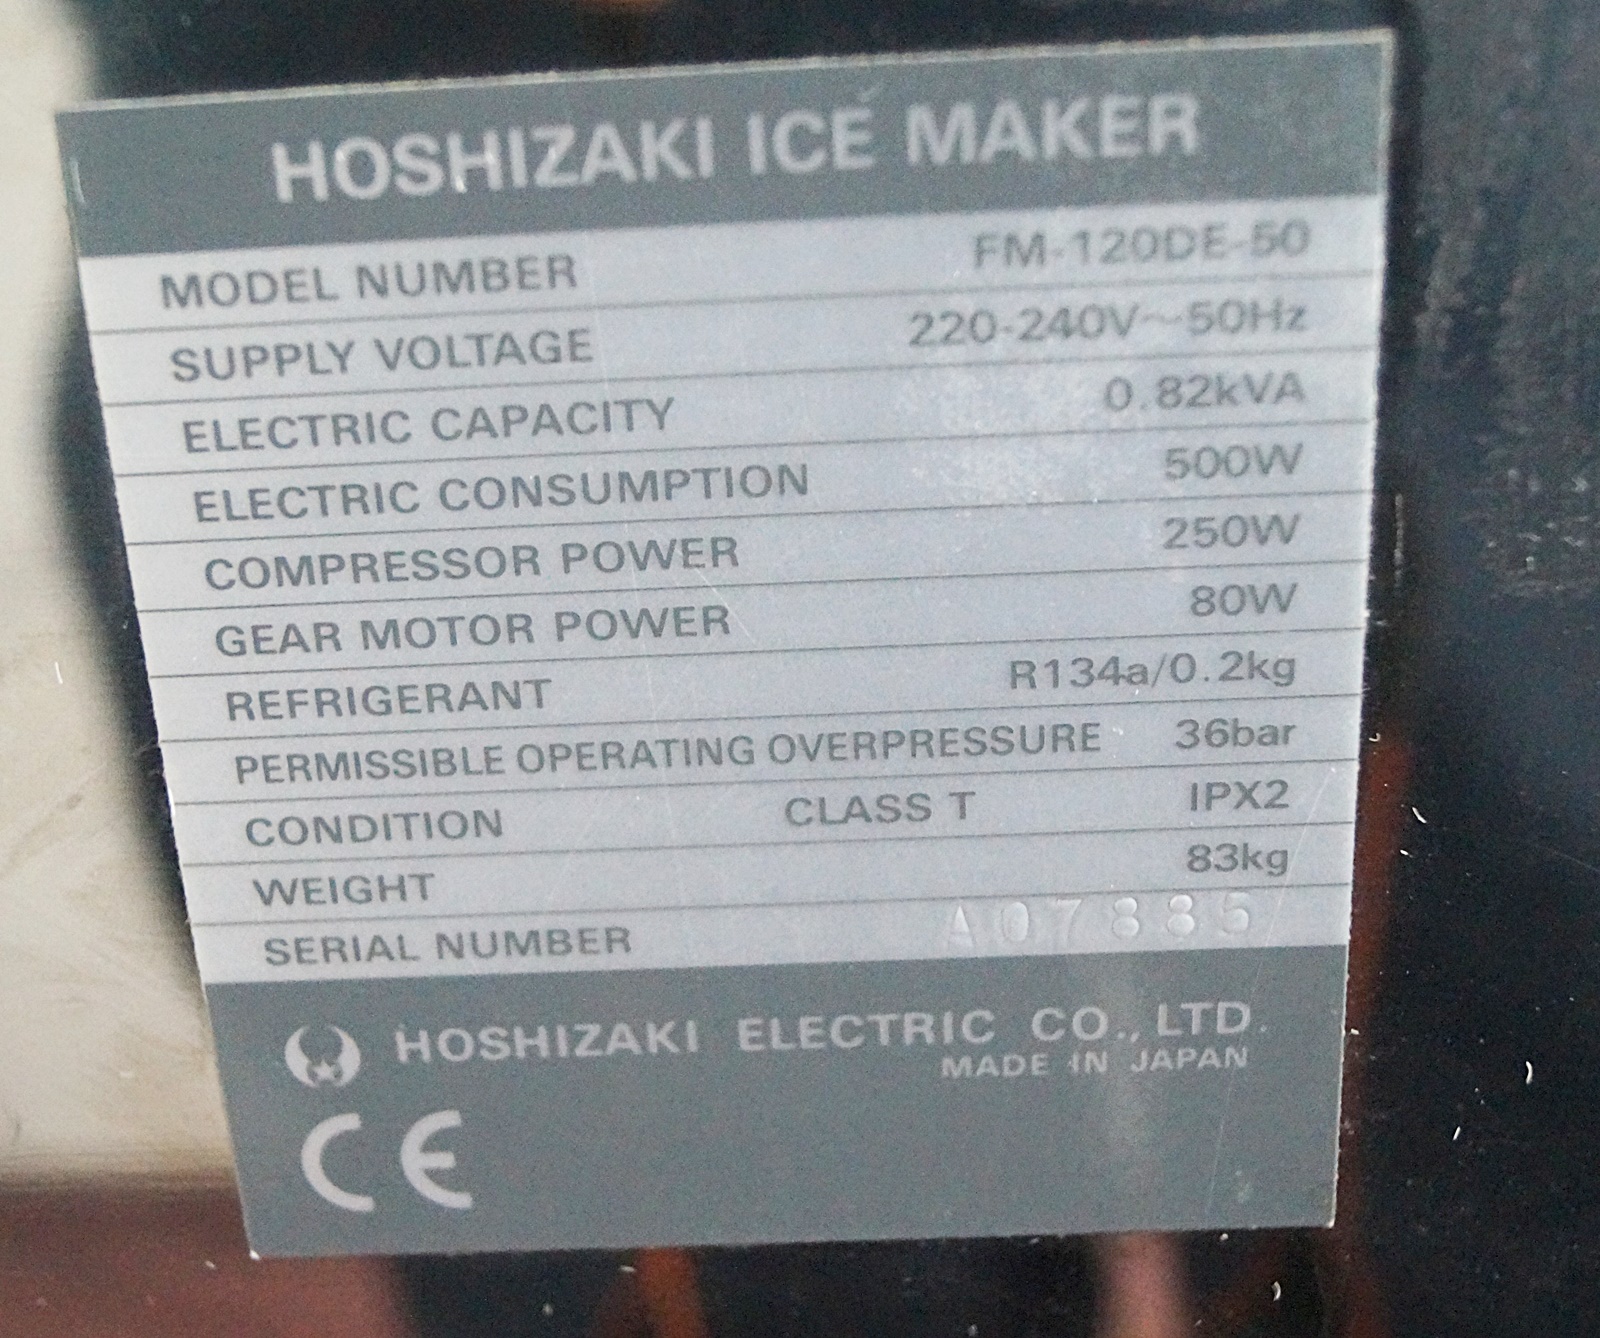 HOSHIZAKI ICE MAKER
MODEL NUMBER FM-120DE-50
SUPPLY VOLTAGE 220-240V~50Hz
ELECTRIC CAPACITY 0.82kVA
ELECTRIC CONSUMPTION 500W
COMPRESSOR POWER 250W
GEAR MOTOR POWER 80W
REFRIGERANT R134a/0.2kg
PERMISSIBLE OPERATING OVERPRESSURE 36bar
CONDITION CLASS T IPX2
WEIGHT 83kg
SERIAL NUMBER A07885
HOSHIZAKI ELECTRIC CO., LTD.
MADE IN JAPAN
CE